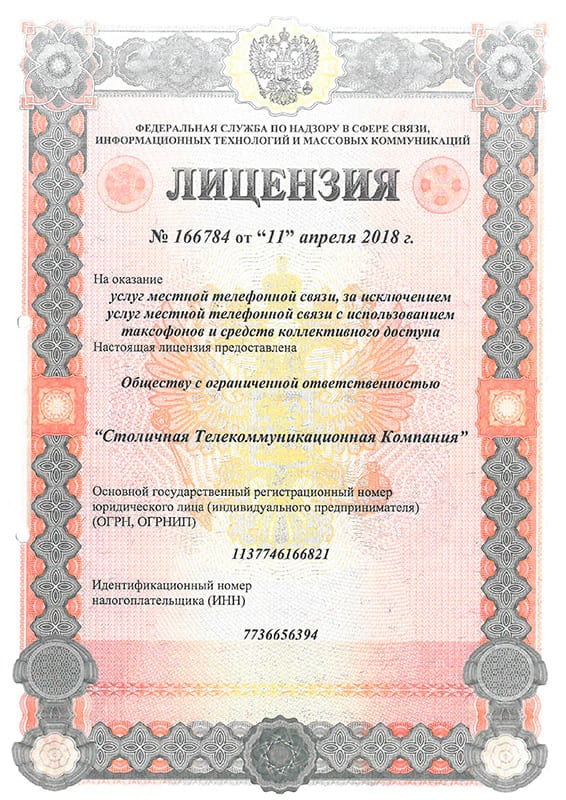 ФЕДЕРАЛЬНАЯ СЛУЖБА ПО НАДЗОРУ В СФЕРЕ СВЯЗИ,
ИНФОРМАЦИОННЫХ ТЕХНОЛОГИЙ И МАССОВЫХ КОММУНИКАЦИЙ
ЛИЦЕНЗИЯ
№ 166784 от “11” апреля 2018 г.
На оказание
услуг местной телефонной связи, за исключением
услуг местной телефонной связи с использованием
таксофонов и средств коллективного доступа
Настоящая лицензия предоставлена
Обществу с ограниченной ответственностью
“Столичная Телекоммуникационная Компания”
Основной государственный регистрационный номер
юридического лица (индивидуального предпринимателя)
(ОГРН, ОГРНИП)
1137746166821
Идентификационный номер
налогоплательщика (ИНН)
7736656394